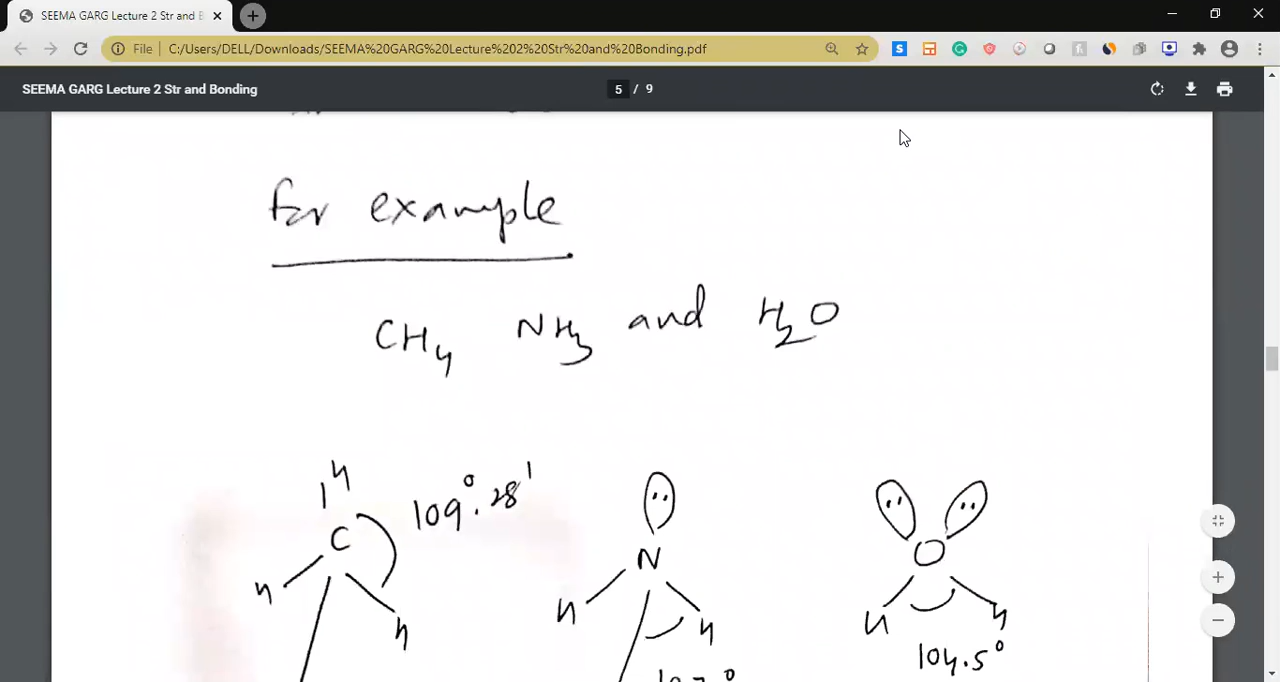 SEEMA GARG Lecture 2 Str and B
File C:/Users/DELL/Downloads/SEEMA%20GARG%20Lecture%202%20Str%20and%20Bonding.pdf
SEEMA GARG Lecture 2 Str and Bonding
5 / 9
For example
CH4 NH3 and H2O
H
C
109°.28'
H
H
N
H
H
O
H
H
104.5°